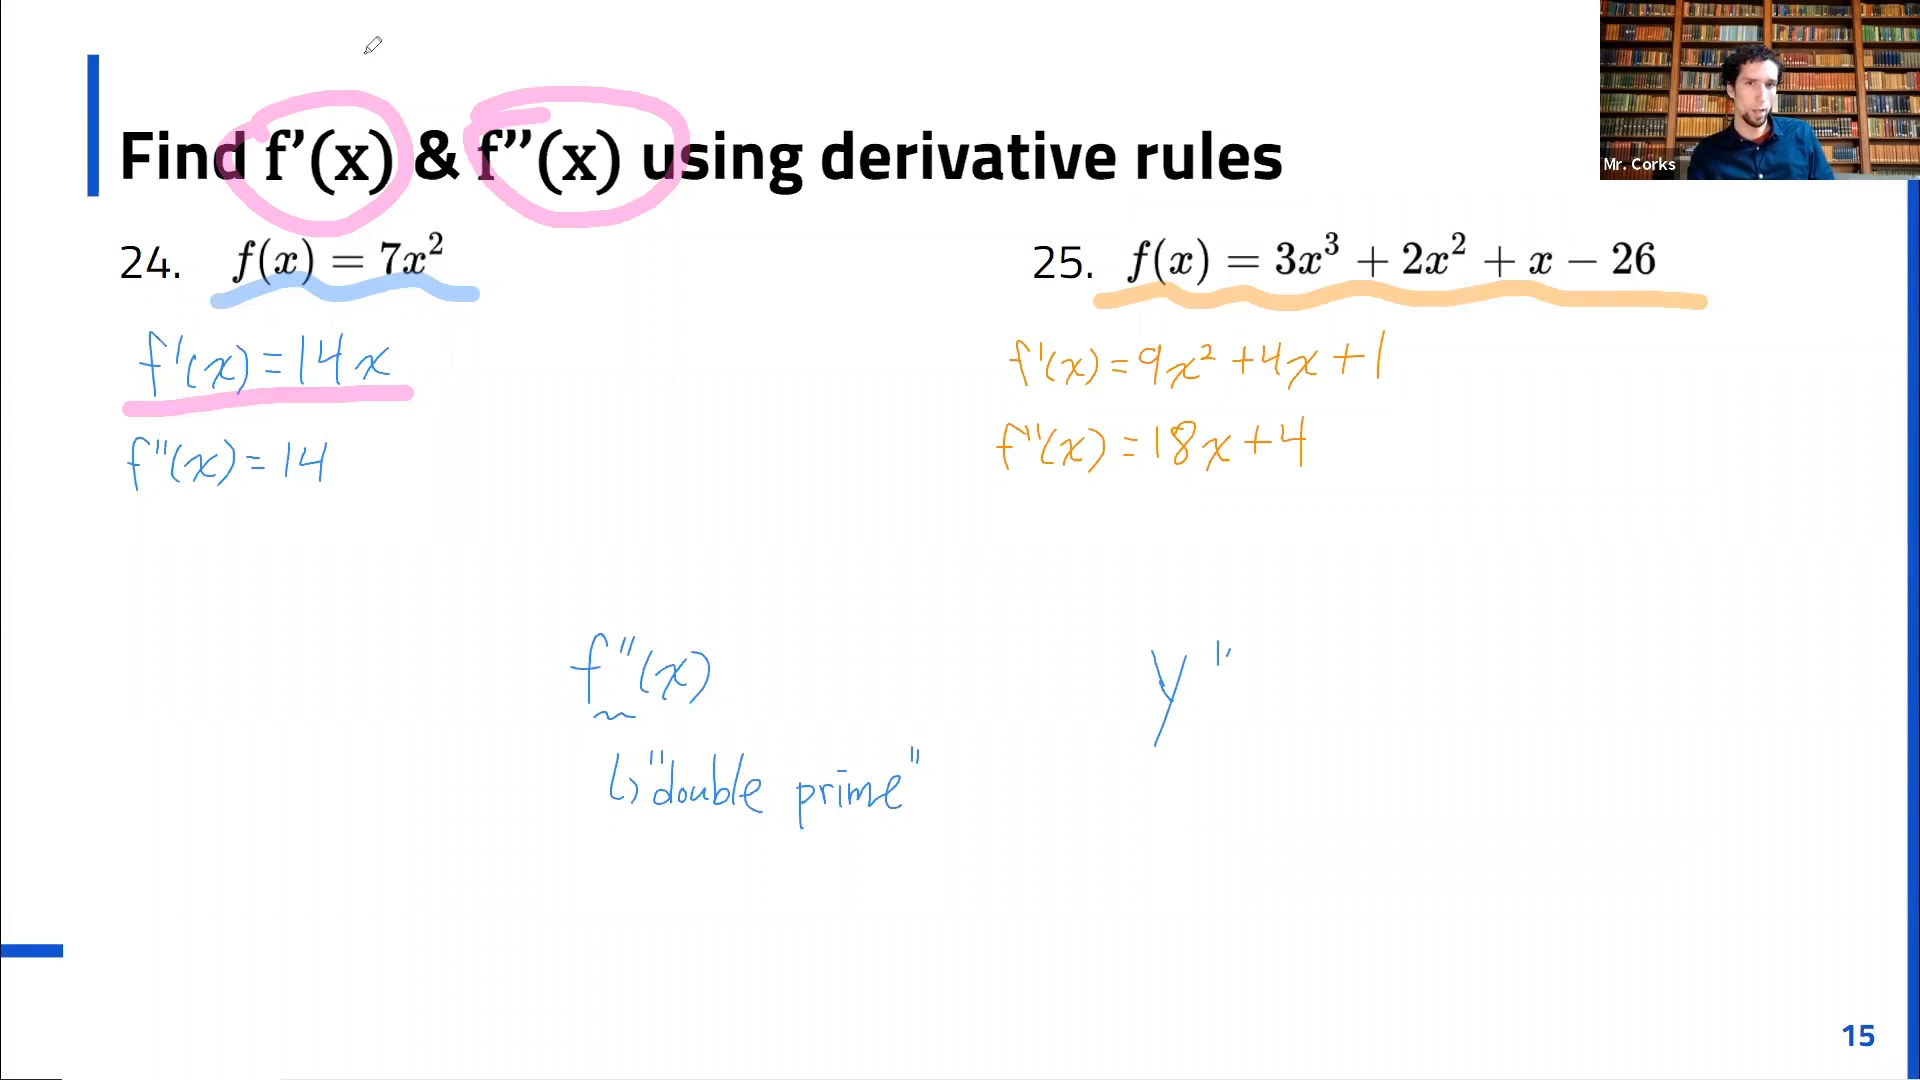 Find f’(x) & f’’(x) using derivative rules
Mr. Corks
24. f(x) = 7x²
f'(x) = 14x
f''(x) = 14
25. f(x) = 3x³ + 2x² + x − 26
f'(x) = 9x² + 4x + 1
f''(x) = 18x + 4
f''(x)
↳ "double prime"
y''
15